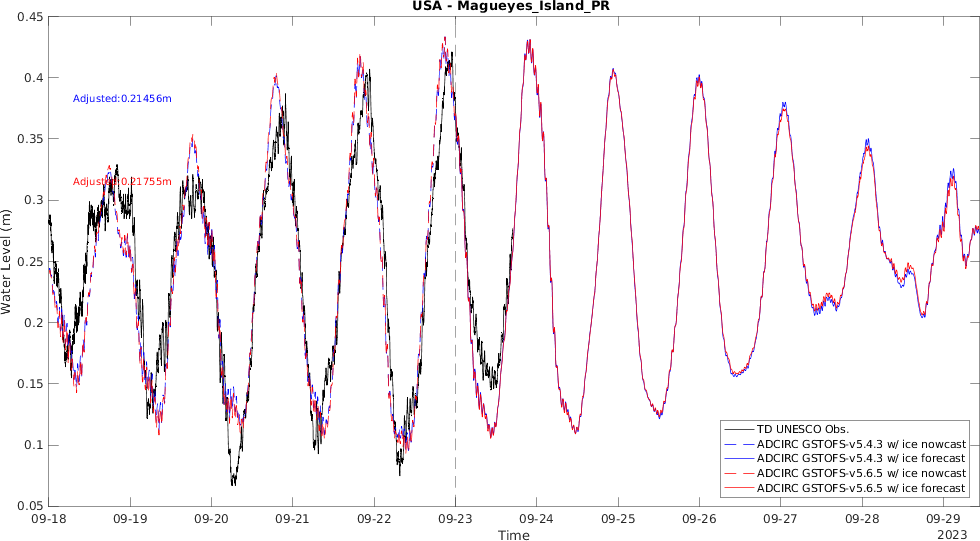 USA - Magueyes_Island_PR
0.45
0.4
0.35
0.3
0.25
0.2
0.15
0.1
0.05
Water Level (m)
Adjusted:0.21456m
Adjusted:0.21755m
TD UNESCO Obs.
ADCIRC GSTOFS-v5.4.3 w/ ice nowcast
ADCIRC GSTOFS-v5.4.3 w/ ice forecast
ADCIRC GSTOFS-v5.6.5 w/ ice nowcast
ADCIRC GSTOFS-v5.6.5 w/ ice forecast
09-18 09-19 09-20 09-21 09-22 09-23 09-24 09-25 09-26 09-27 09-28 09-29
Time
2023